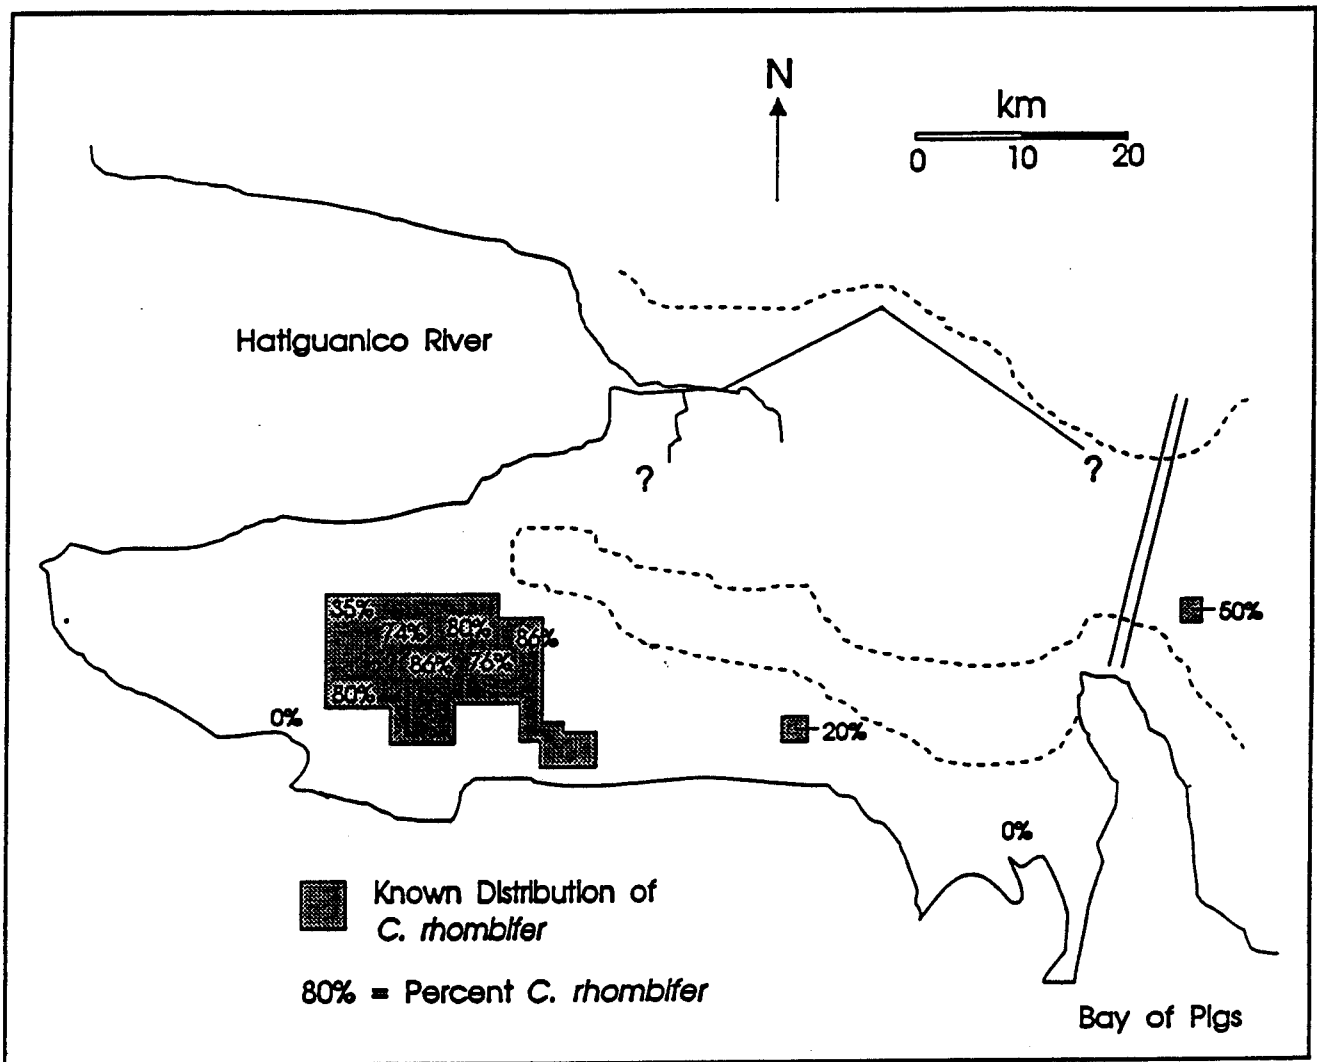 N
km
0 10 20
Hatiguanico River
?
?
35%
74%
80%
86%
86%
76%
80%
0%
50%
20%
0%
Known Distribution of
C. rhombifer
80% = Percent C. rhombifer
Bay of Pigs